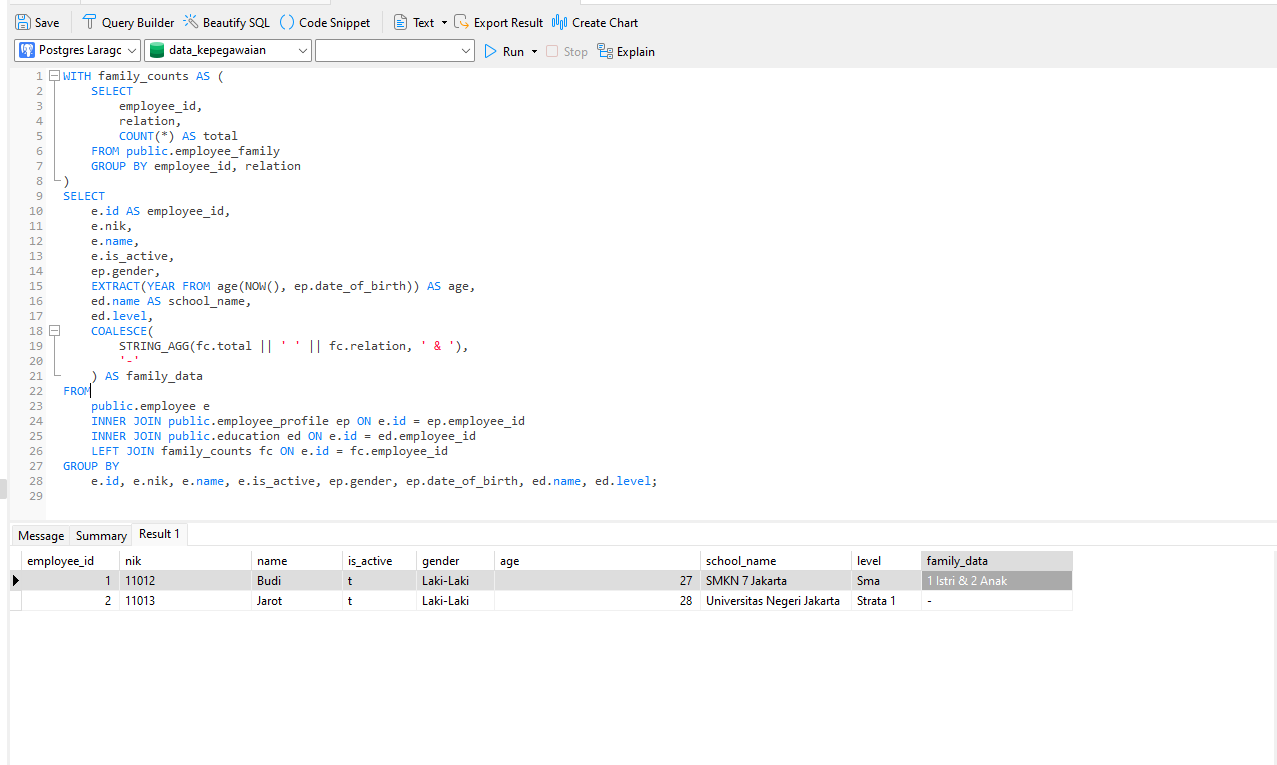 Save Query Builder Beautify SQL Code Snippet Text Export Result Create Chart
Postgres Laragc data_kepegawaian Run Stop Explain
1 WITH family_counts AS (
2 SELECT
3 employee_id,
4 relation,
5 COUNT(*) AS total
6 FROM public.employee_family
7 GROUP BY employee_id, relation
8 )
9 SELECT
10 e.id AS employee_id,
11 e.nik,
12 e.name,
13 e.is_active,
14 ep.gender,
15 EXTRACT(YEAR FROM age(NOW(), ep.date_of_birth)) AS age,
16 ed.name AS school_name,
17 ed.level,
18 COALESCE(
19 STRING_AGG(fc.total || ' ' || fc.relation, ' & '),
20 '-'
21 ) AS family_data
22 FROM
23 public.employee e
24 INNER JOIN public.employee_profile ep ON e.id = ep.employee_id
25 INNER JOIN public.education ed ON e.id = ed.employee_id
26 LEFT JOIN family_counts fc ON e.id = fc.employee_id
27 GROUP BY
28 e.id, e.nik, e.name, e.is_active, ep.gender, ep.date_of_birth, ed.name, ed.level;
29
Message Summary Result 1
employee_id nik name is_active gender age school_name level family_data
1 11012 Budi t Laki-Laki 27 SMKN 7 Jakarta Sma 1 Istri & 2 Anak
2 11013 Jarot t Laki-Laki 28 Universitas Negeri Jakarta Strata 1 -